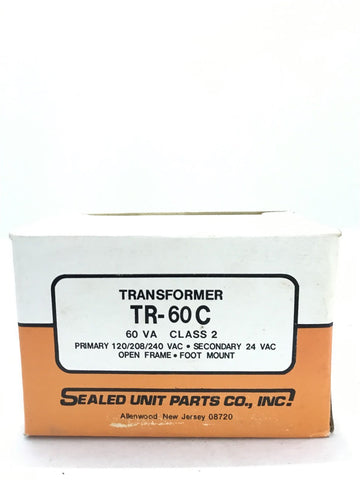 TRANSFORMER
TR-60C
60 VA CLASS 2
PRIMARY 120/208/240 VAC • SECONDARY 24 VAC
OPEN FRAME • FOOT MOUNT
SEALED UNIT PARTS CO., INC!
Allenwood New Jersey 08720